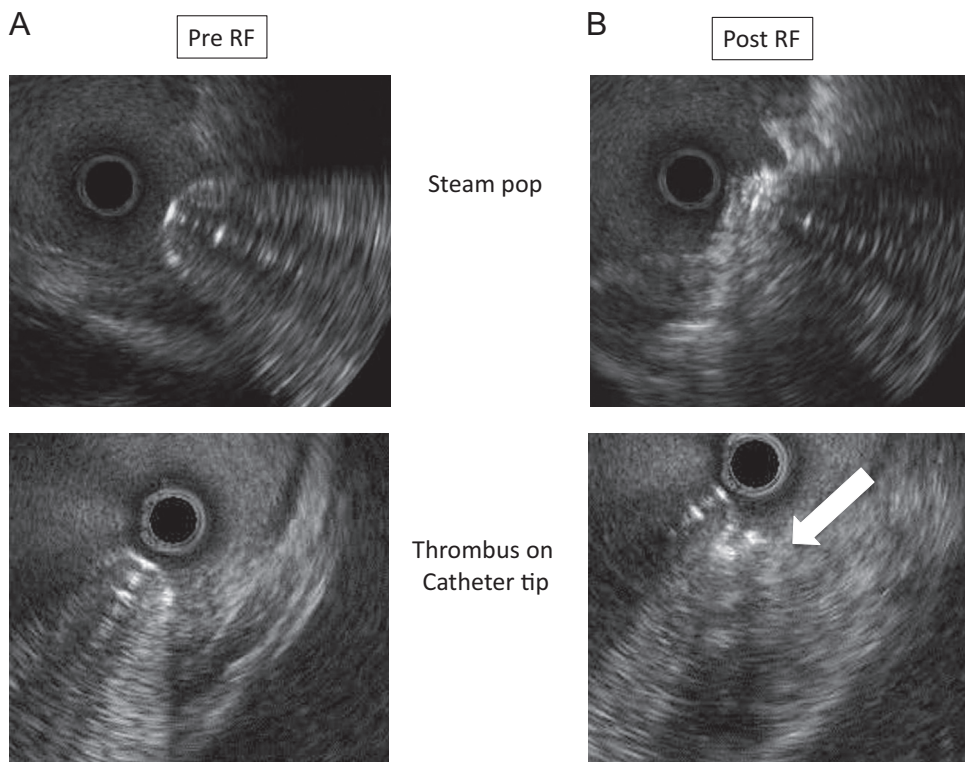 A
Pre RF
B
Post RF
Steam pop
Thrombus on
Catheter tip